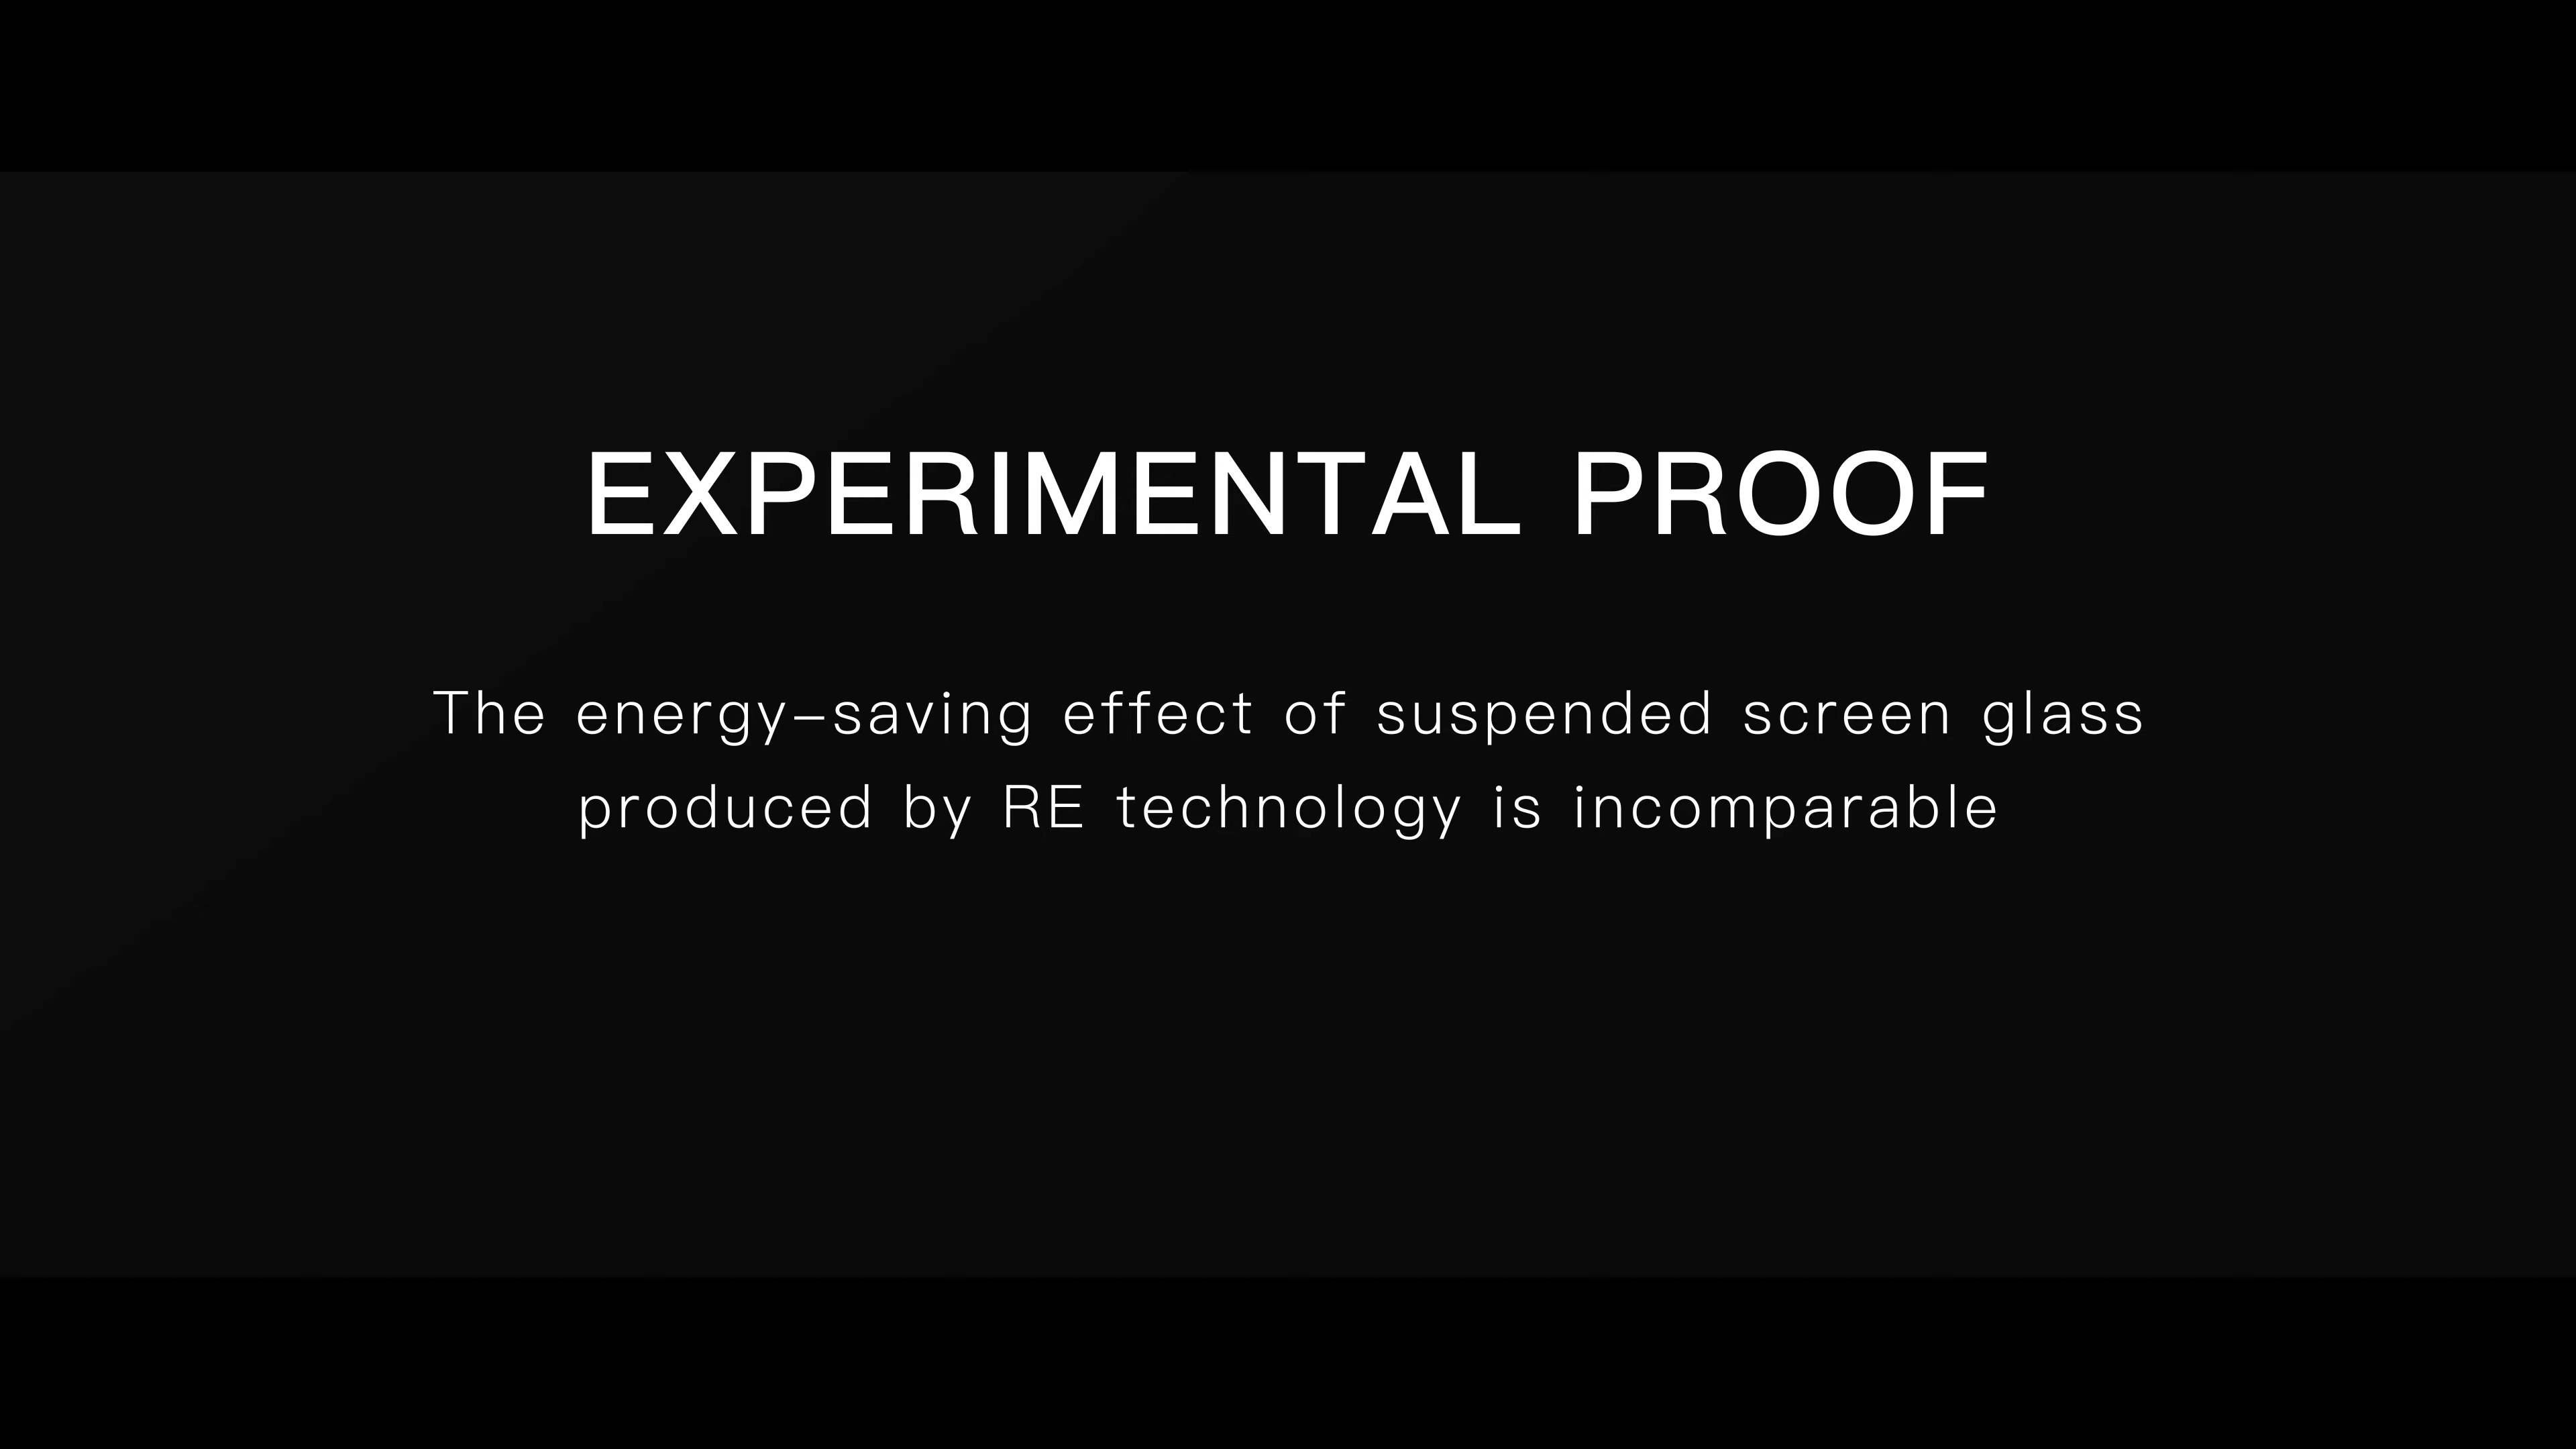 EXPERIMENTAL PROOF
The energy-saving effect of suspended screen glass
produced by RE technology is incomparable